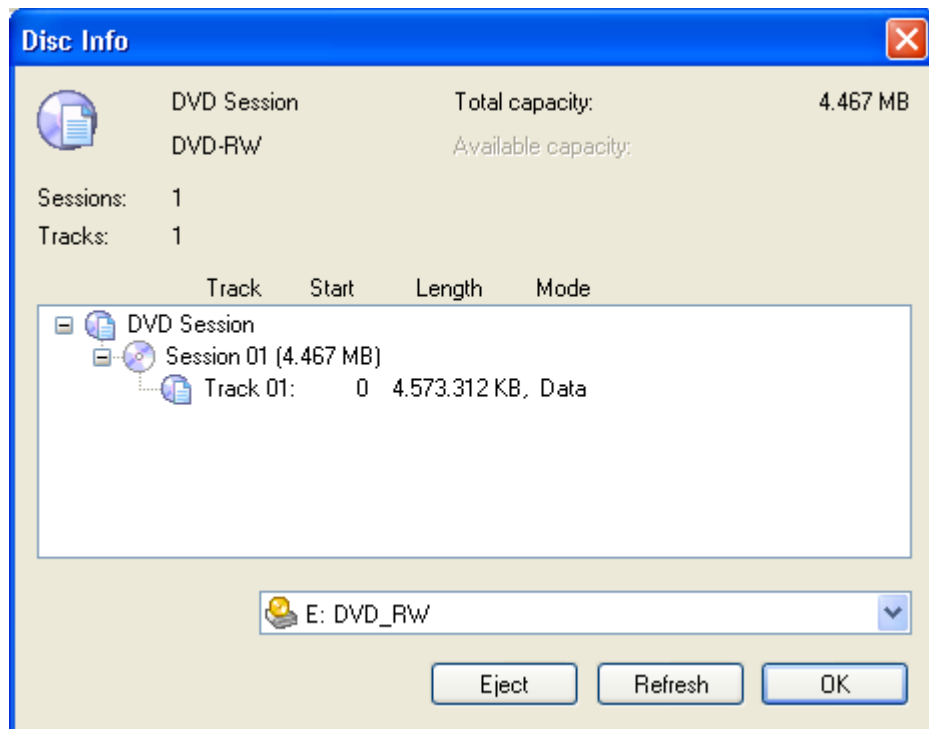 Disc Info
DVD Session Total capacity: 4.467 MB
DVD-RW Available capacity:
Sessions: 1
Tracks: 1
Track Start Length Mode
DVD Session
Session 01 (4.467 MB)
Track 01: 0 4.573.312 KB, Data
E: DVD_RW
Eject Refresh OK